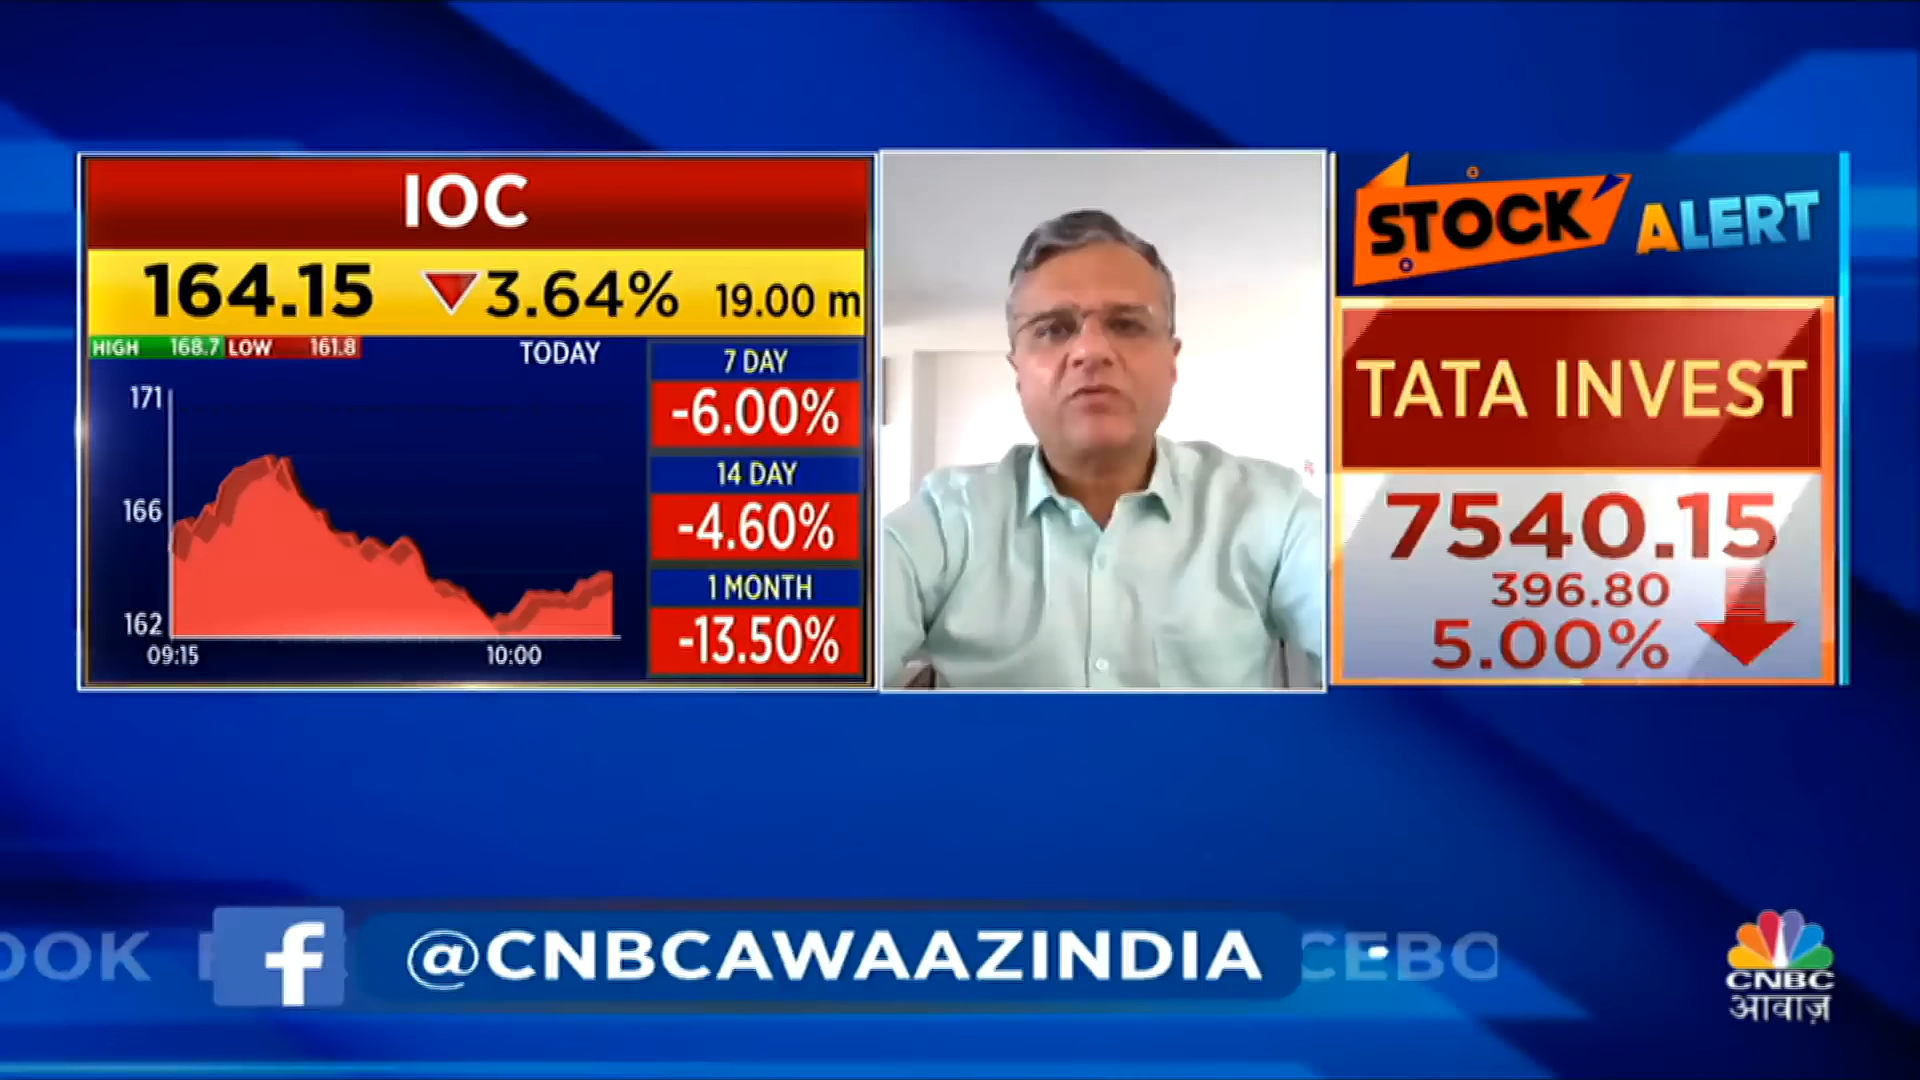 IOC
164.15 ▼3.64% 19.00 m
HIGH 168.7 LOW 161.8
TODAY
171
166
162
09:15 10:00
7 DAY
-6.00%
14 DAY
-4.60%
1 MONTH
-13.50%
STOCK ALERT
TATA INVEST
7540.15
396.80
5.00%
OOK
f
@CNBCAWAAZINDIA
CEBO
CNBC
आवाज़